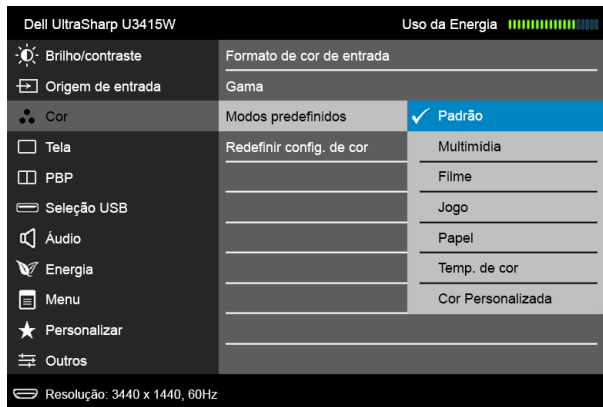 Dell UltraSharp U3415W Uso da Energia
Brilho/contraste Formato de cor de entrada
Origem de entrada Gama
Cor Modos predefinidos Padrão
Tela Redefinir config. de cor Multimídia
PBP Filme
Seleção USB Jogo
Áudio Papel
Energia Temp. de cor
Menu Cor Personalizada
Personalizar
Outros
Resolução: 3440 x 1440, 60Hz